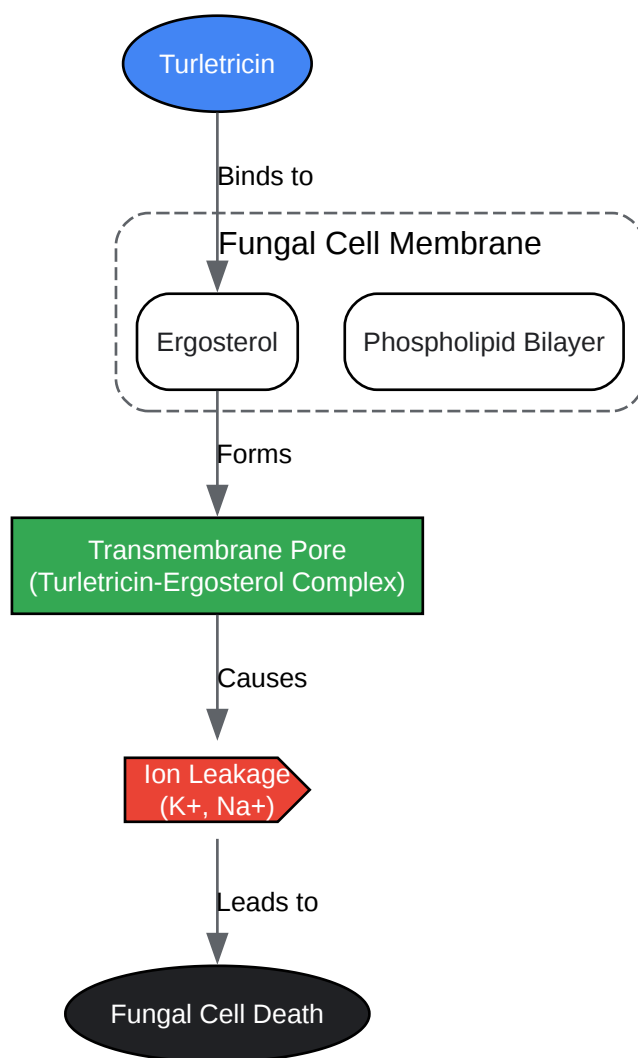 Turletricin
Binds to
Fungal Cell Membrane
Ergosterol
Phospholipid Bilayer
Forms
Transmembrane Pore
(Turletricin-Ergosterol Complex)
Causes
Ion Leakage
(K+, Na+)
Leads to
Fungal Cell Death